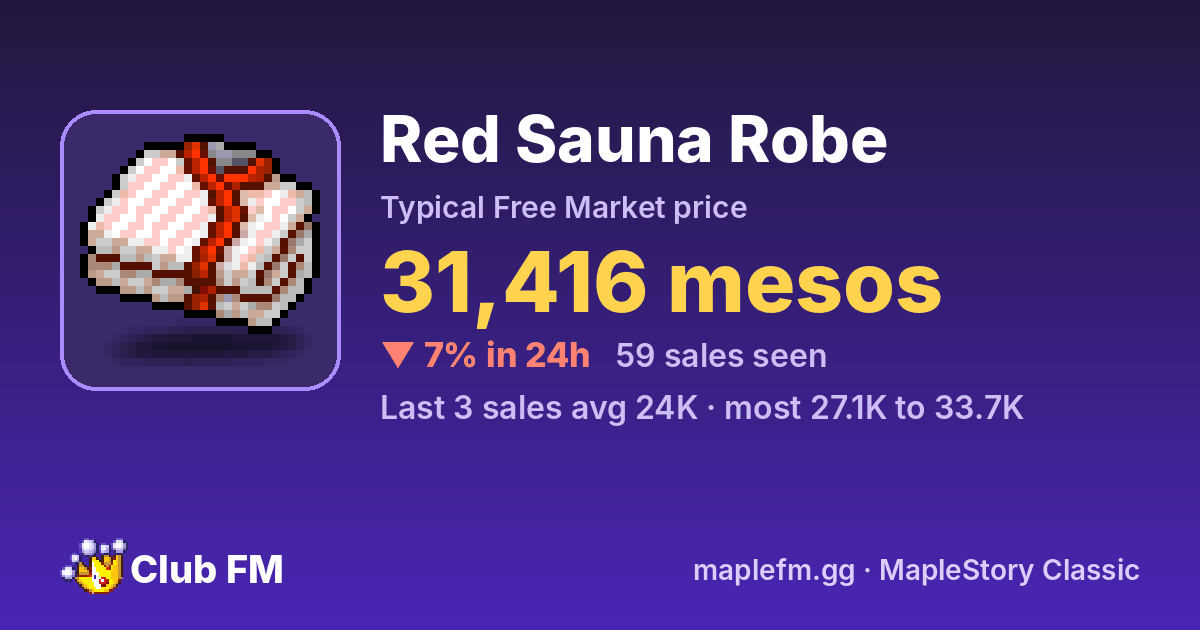 Red Sauna Robe
Typical Free Market price
31,416 mesos
▼ 7% in 24h 59 sales seen
Last 3 sales avg 24K · most 27.1K to 33.7K
Club FM
maplefm.gg · MapleStory Classic